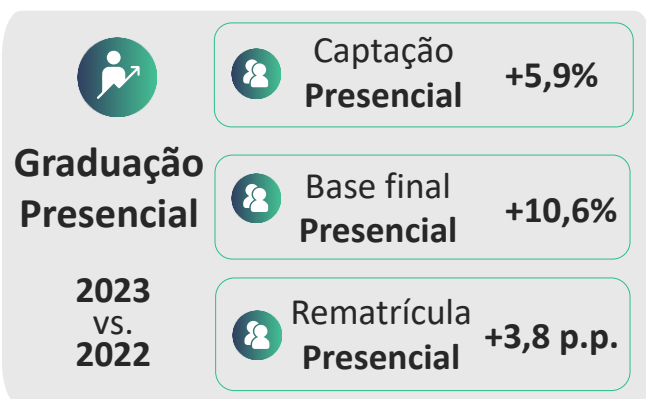 Graduação
Presencial
2023
vs.
2022
Captação
Presencial
+5,9%
Base final
Presencial
+10,6%
Rematrícula
Presencial
+3,8 p.p.